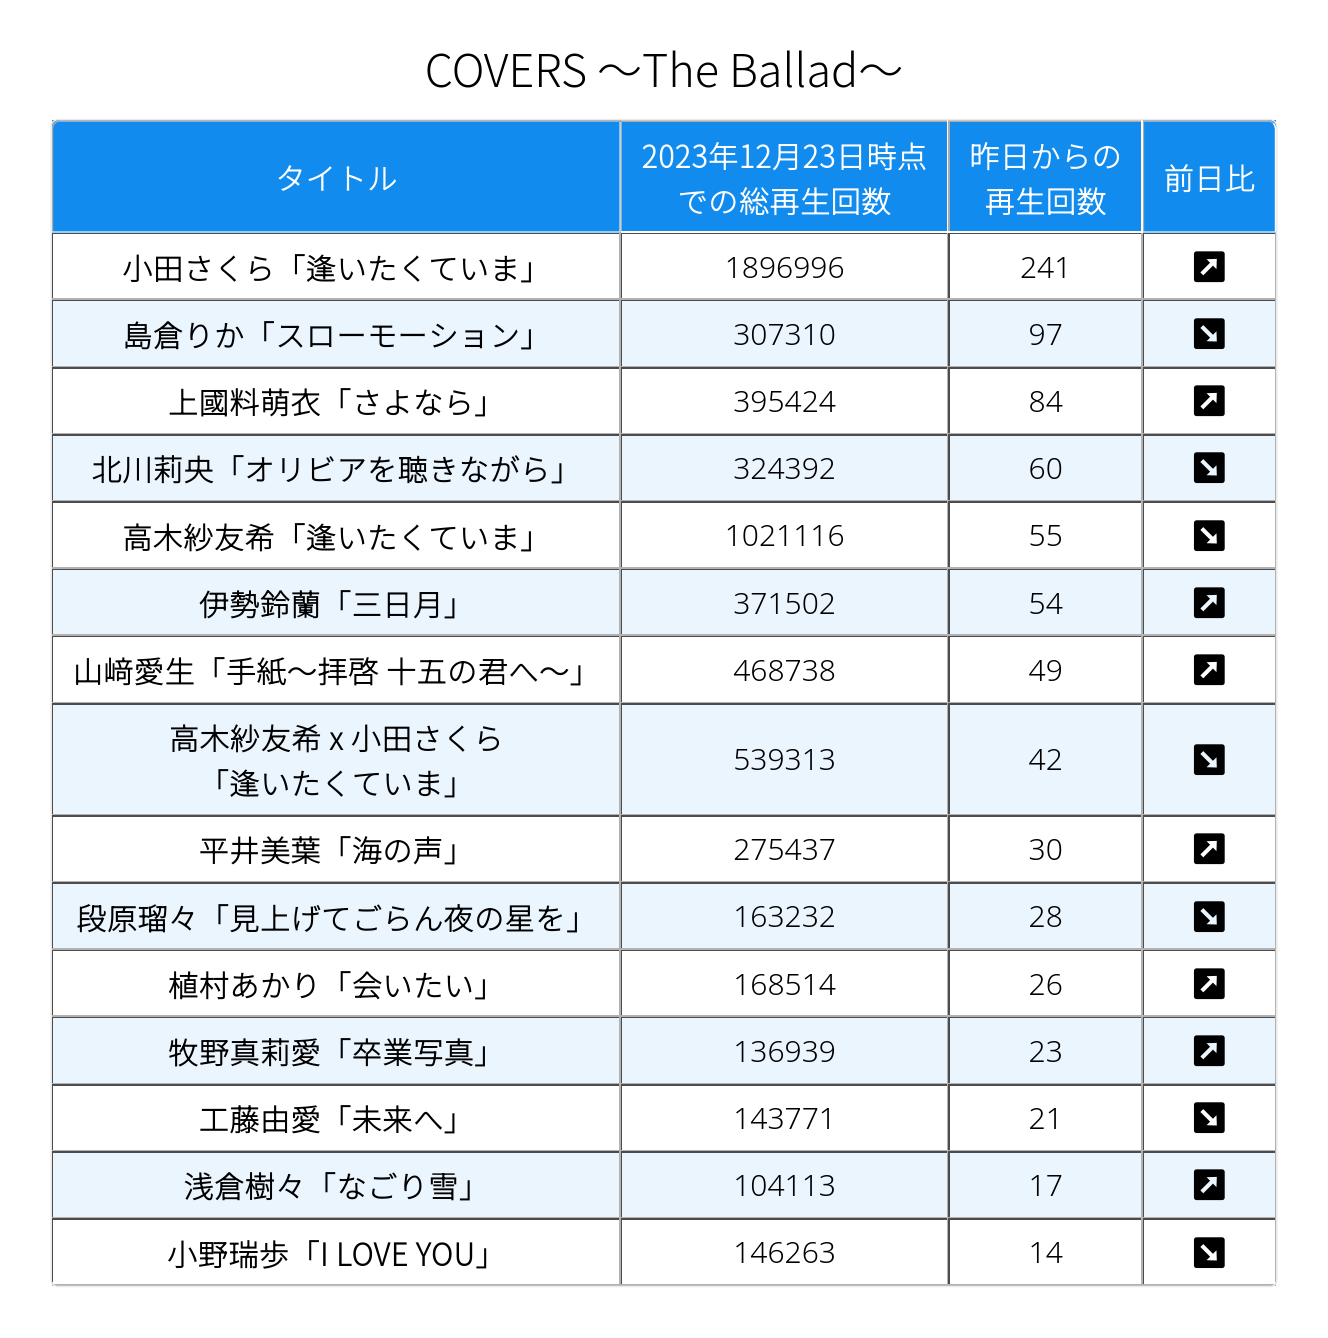 COVERS ～The Ballad～
タイトル
2023年12月23日時点
での総再生回数
昨日からの
再生回数
前日比
小田さくら「逢いたくていま」 1896996 241
島倉りか「スローモーション」 307310 97
上國料萌衣「さよなら」 395424 84
北川莉央「オリビアを聴きながら」 324392 60
高木紗友希「逢いたくていま」 1021116 55
伊勢鈴蘭「三日月」 371502 54
山﨑愛生「手紙～拝啓 十五の君へ～」 468738 49
高木紗友希 x 小田さくら
「逢いたくていま」 539313 42
平井美葉「海の声」 275437 30
段原瑠々「見上げてごらん夜の星を」 163232 28
植村あかり「会いたい」 168514 26
牧野真莉愛「卒業写真」 136939 23
工藤由愛「未来へ」 143771 21
浅倉樹々「なごり雪」 104113 17
小野瑞歩「I LOVE YOU」 146263 14